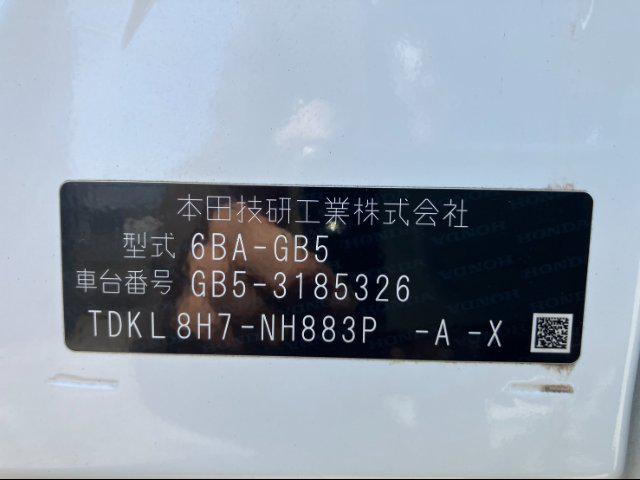 本田技研工業株式会社
型式 6BA-GB5
車台番号 GB5-3185326
TDKL 8H7-NH883P -A -X